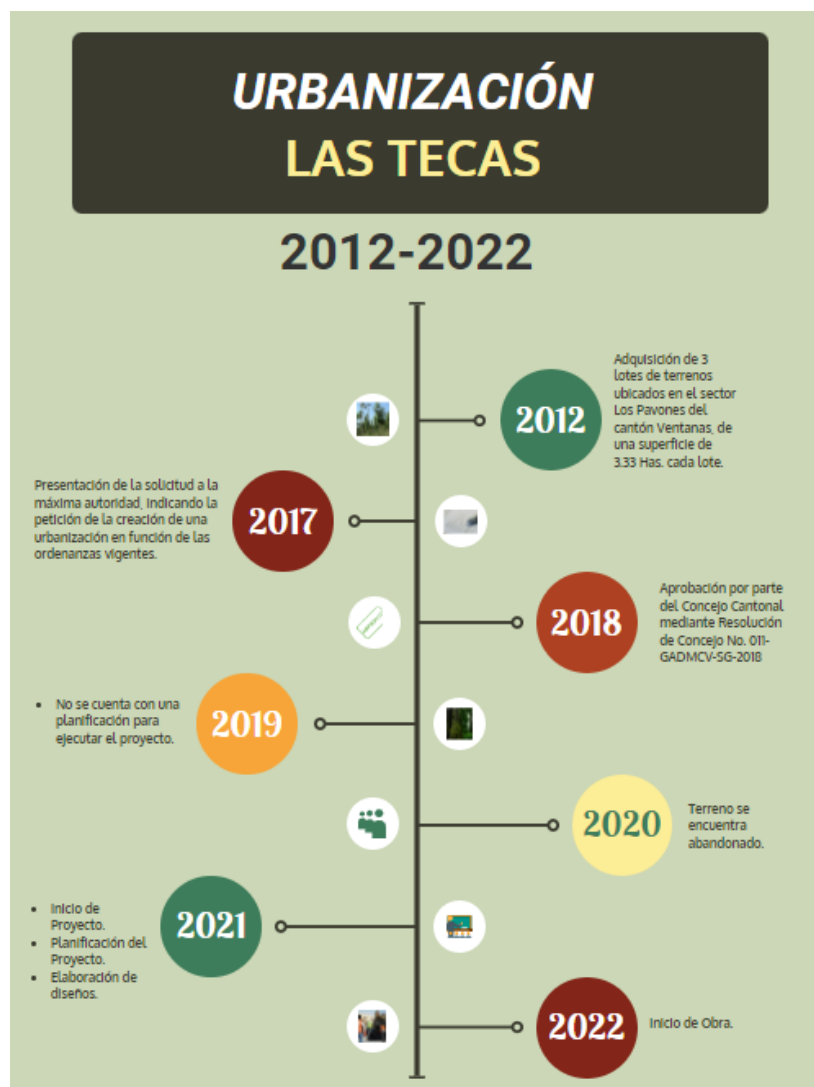 URBANIZACIÓN
LAS TECAS
2012-2022
2012
Adquisición de 3
lotes de terrenos
ubicados en el sector
Los Pavones del
cantón Ventanas, de
una superficie de
3.33 Has. cada lote.
Presentación de la solicitud a la
máxima autoridad, indicando la
petición de la creación de una
urbanización en función de las
ordenanzas vigentes.
2017
2018
Aprobación por parte
del Concejo Cantonal
mediante Resolución
de Concejo No. 011-
GADMCV-SG-2018
• No se cuenta con una
planificación para
ejecutar el proyecto.
2019
2020
Terreno se
encuentra
abandonado.
• Inicio de
Proyecto.
• Planificación del
Proyecto.
• Elaboración de
diseños.
2021
2022
Inicio de Obra.